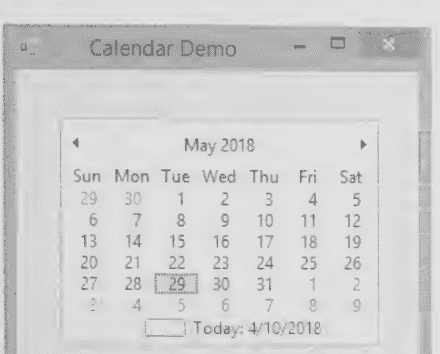 Calendar Demo
May 2018
Sun Mon Tue Wed Thu Fri Sat
29 30 1 2 3 4 5
6 7 8 9 10 11 12
13 14 15 16 17 18 19
20 21 22 23 24 25 26
27 28 29 30 31 1 2
3 4 5 6 7 8 9
Today: 4/10/2018